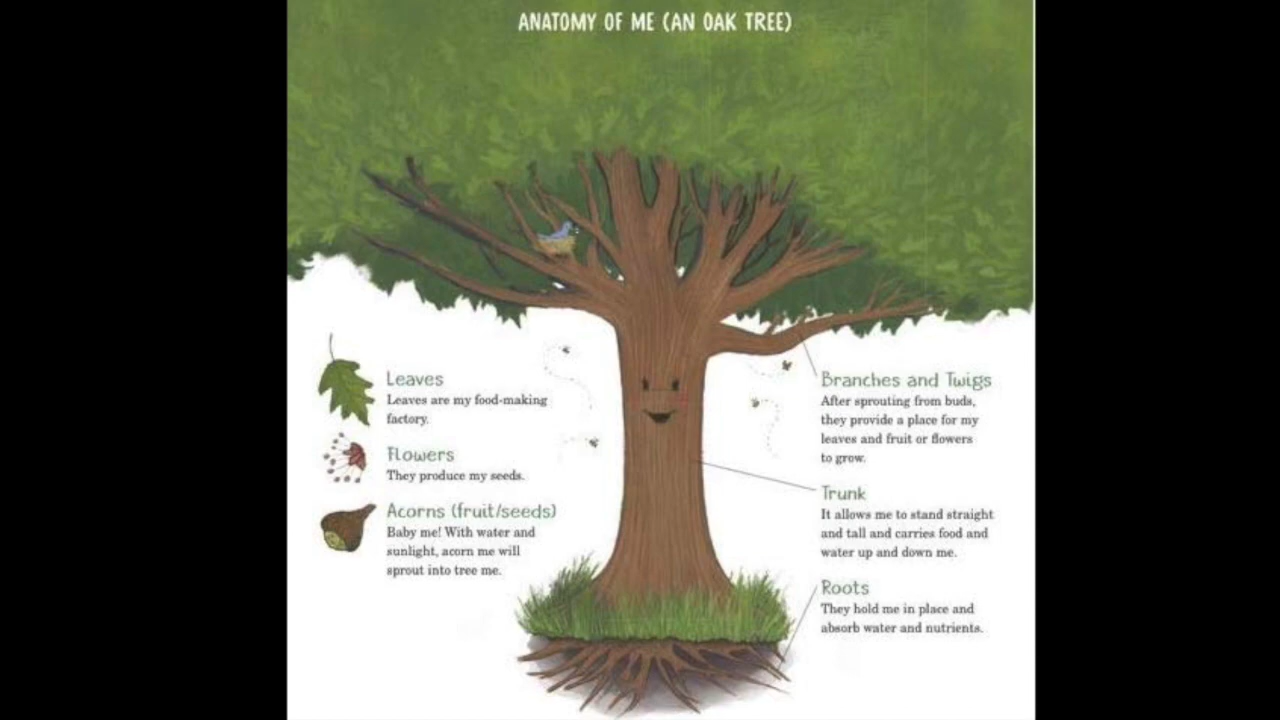 ANATOMY OF ME (AN OAK TREE)
Leaves
Leaves are my food-making
factory.
Flowers
They produce my seeds.
Acorns (fruit/seeds)
Baby me! With water and
sunlight, acorn me will
sprout into tree me.
Branches and Twigs
After sprouting from buds,
they provide a place for my
leaves and fruit or flowers
to grow.
Trunk
It allows me to stand straight
and tall and carries food and
water up and down me.
Roots
They hold me in place and
absorb water and nutrients.